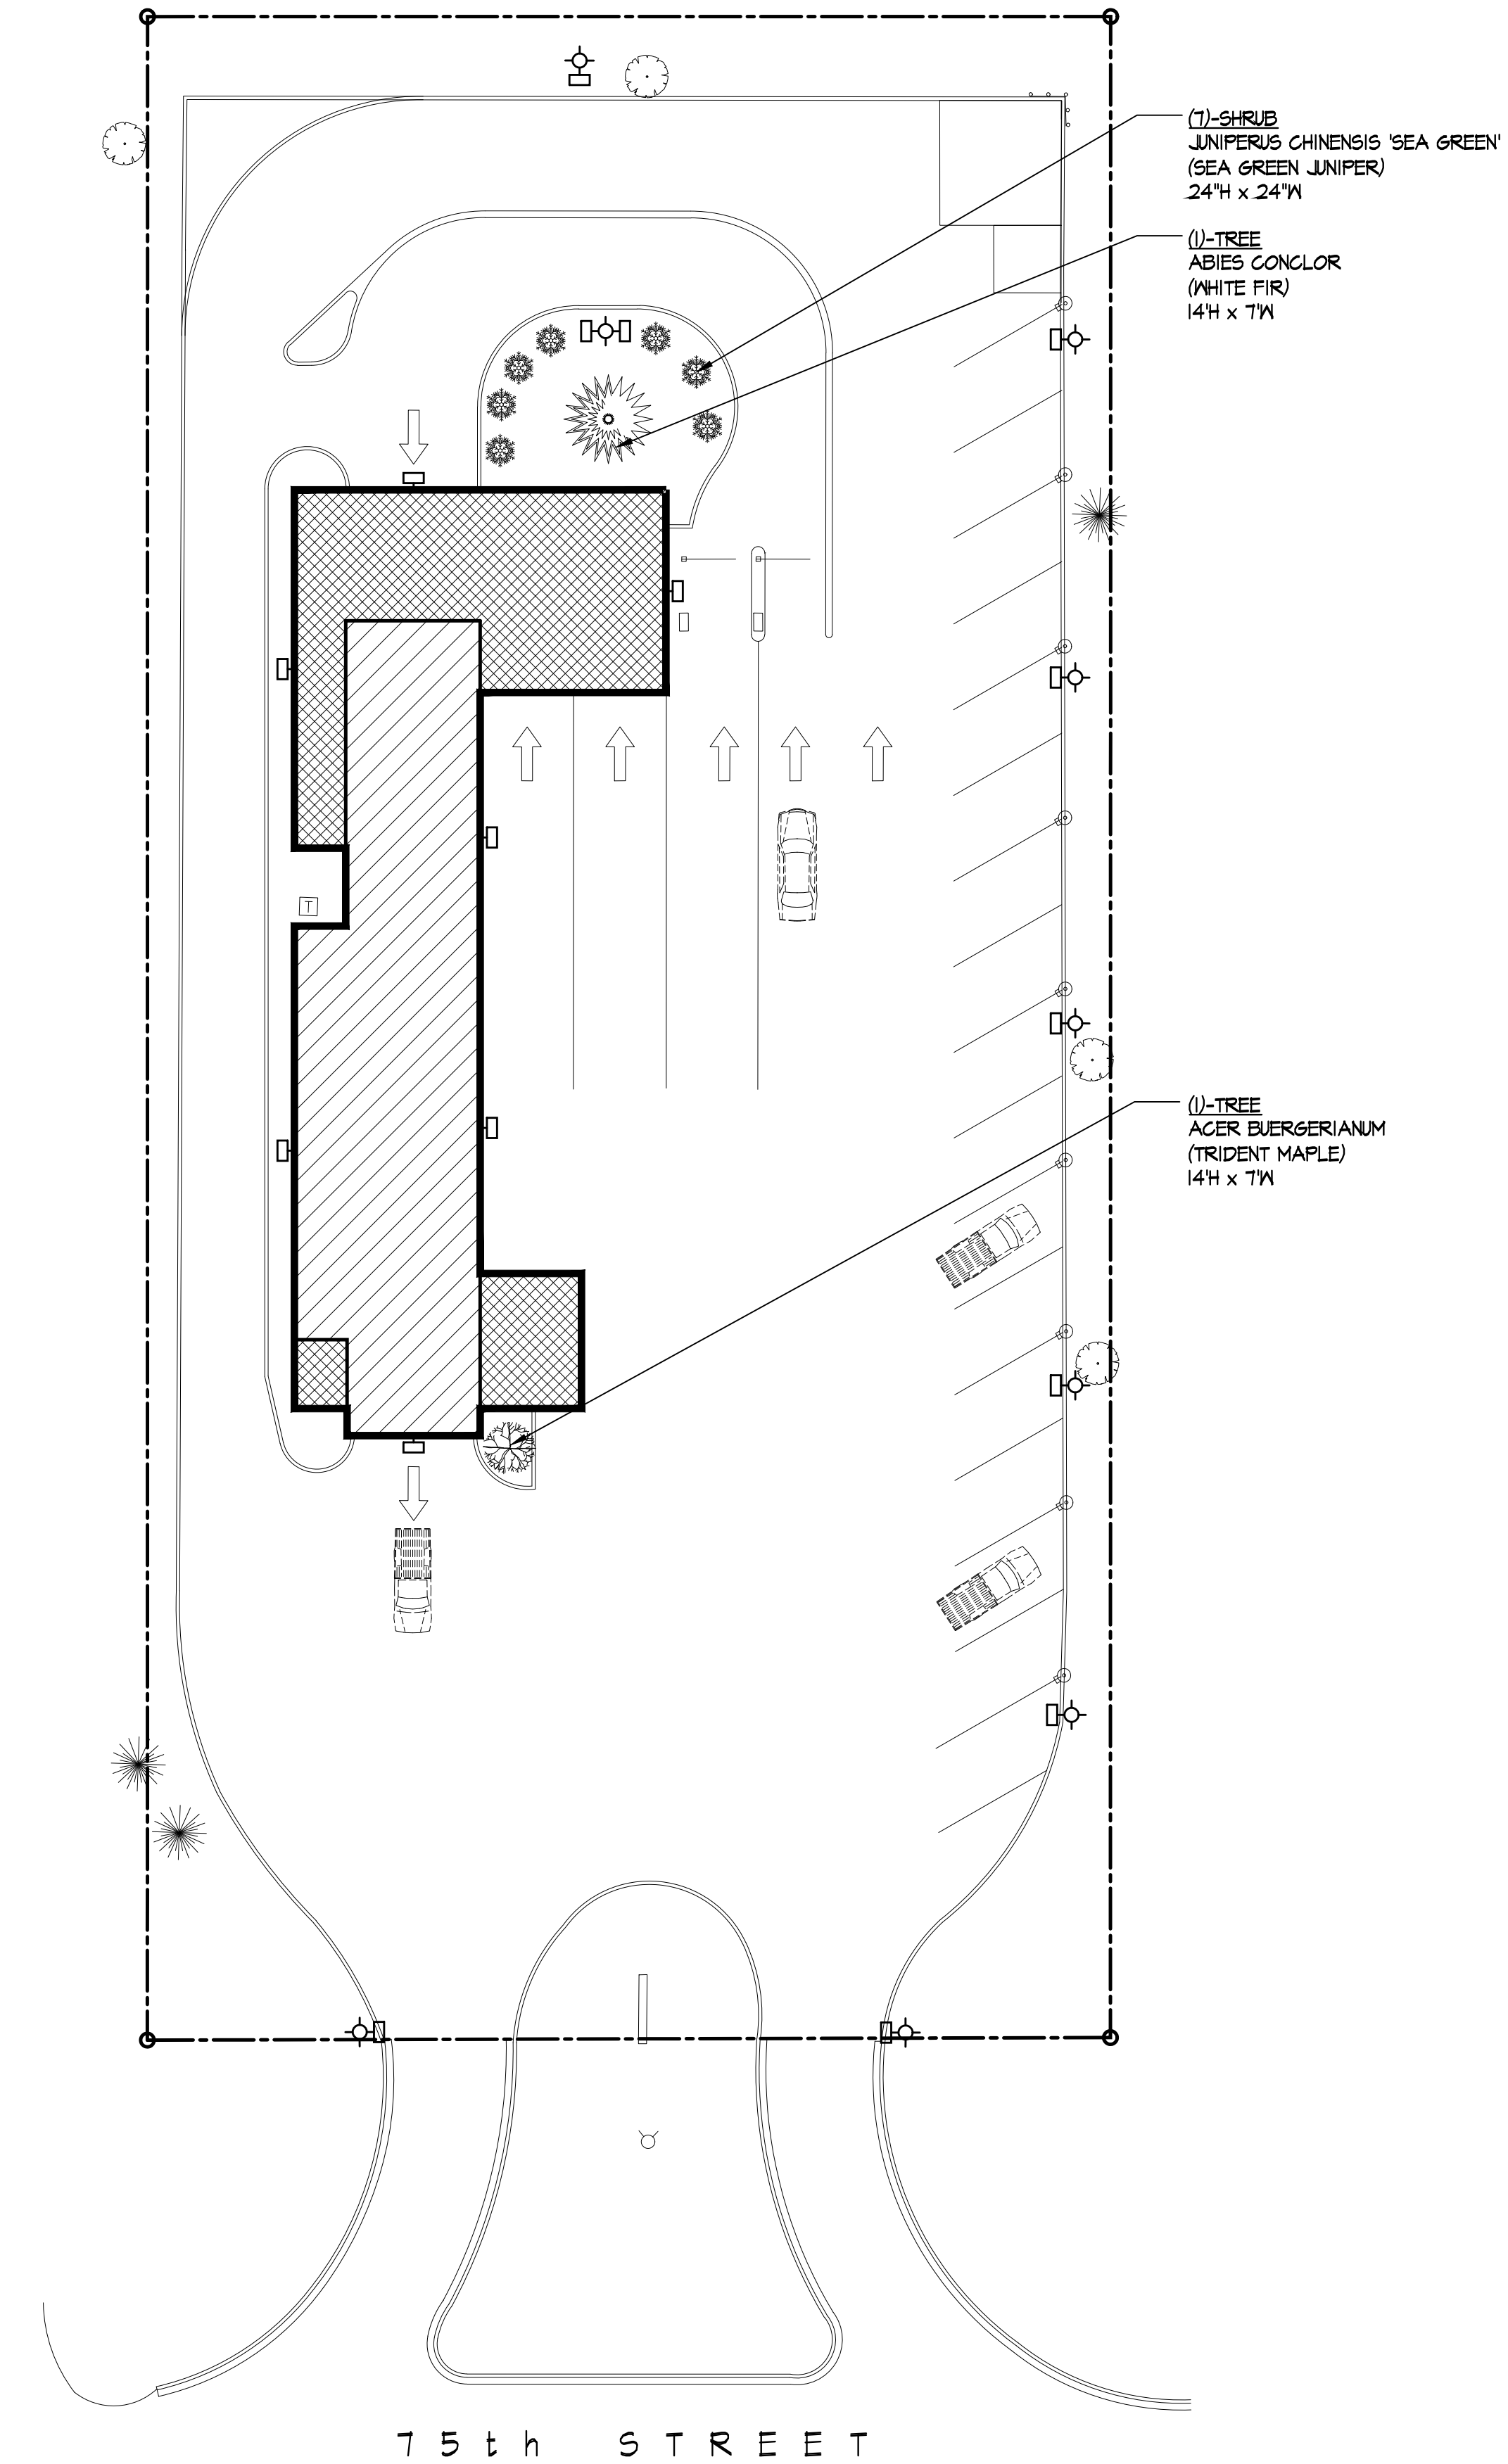 (7)-SHRUB
JUNIPERUS CHINENSIS 'SEA GREEN'
(SEA GREEN JUNIPER)
24"H x 24"W
(1)-TREE
ABIES CONCLOR
(WHITE FIR)
14'H x 7'W
T
(1)-TREE
ACER BUERGERIANUM
(TRIDENT MAPLE)
14'H x 7'W
75th STREET